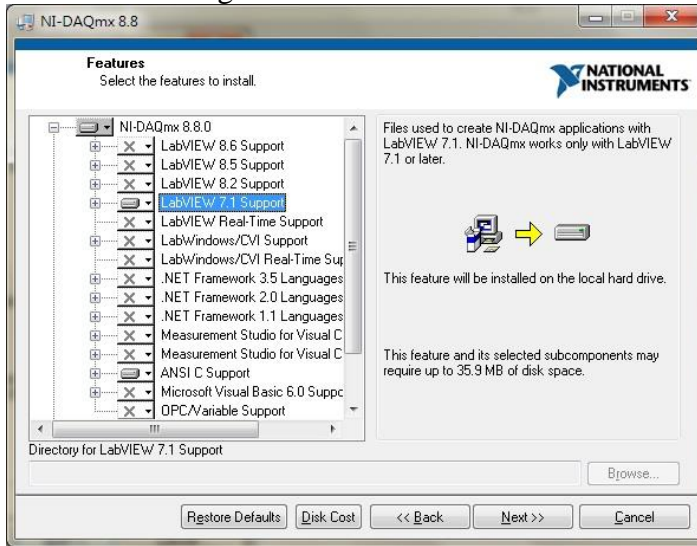 NI-DAQmx 8.8
Features
Select the features to install.
NATIONAL
INSTRUMENTS
NI-DAQmx 8.8.0
LabVIEW 8.6 Support
LabVIEW 8.5 Support
LabVIEW 8.2 Support
LabVIEW 7.1 Support
LabVIEW Real-Time Support
LabWindows/CVI Support
LabWindows/CVI Real-Time Sup
.NET Framework 3.5 Languages
.NET Framework 2.0 Languages
.NET Framework 1.1 Languages
Measurement Studio for Visual C
Measurement Studio for Visual C
ANSI C Support
Microsoft Visual Basic 6.0 Suppc
OPC/Variable Support
Files used to create NI-DAQmx applications with
LabVIEW 7.1. NI-DAQmx works only with LabVIEW
7.1 or later.
This feature will be installed on the local hard drive.
This feature and its selected subcomponents may
require up to 35.9 MB of disk space.
Directory for LabVIEW 7.1 Support
Browse...
Restore Defaults Disk Cost << Back Next >> Cancel